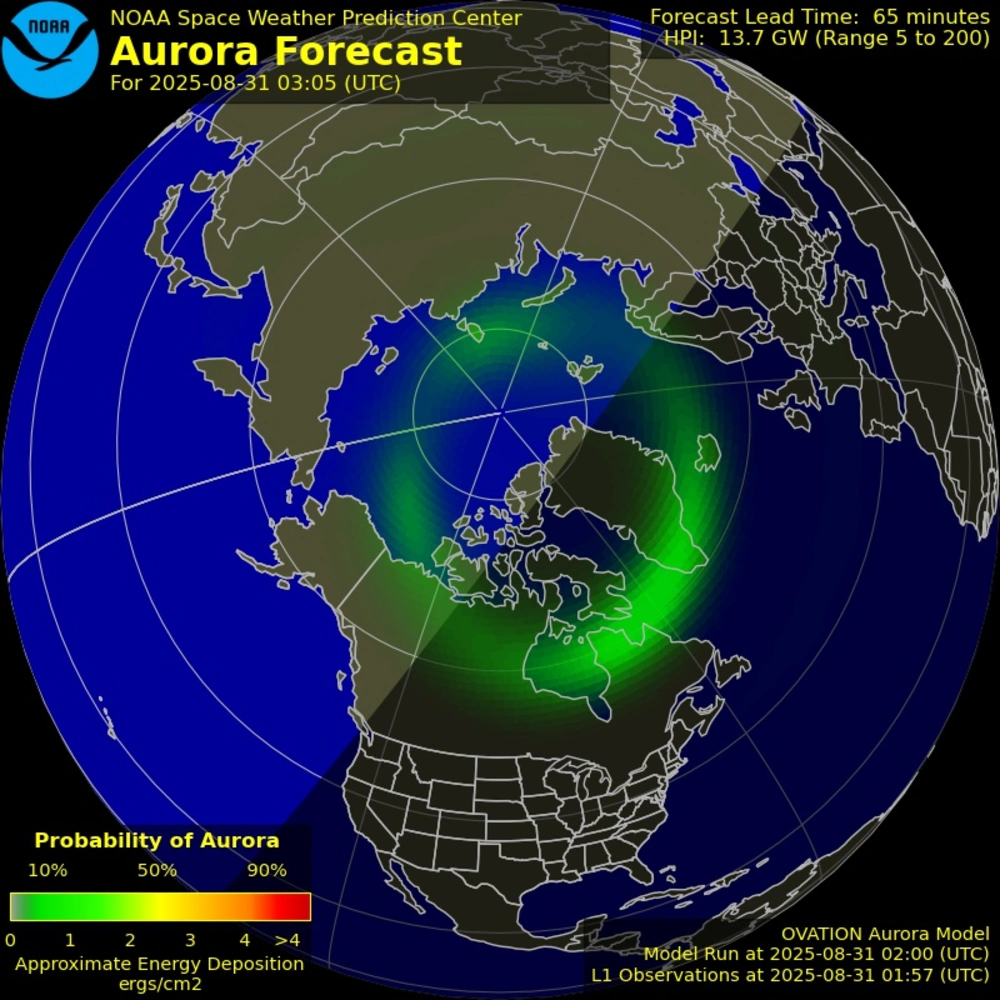 NOAA
NOAA Space Weather Prediction Center
Aurora Forecast
For 2025-08-31 03:05 (UTC)
Forecast Lead Time: 65 minutes
HPI: 13.7 GW (Range 5 to 200)
Probability of Aurora
10% 50% 90%
0 1 2 3 4 >4
Approximate Energy Deposition
ergs/cm2
OVATION Aurora Model
Model Run at 2025-08-31 02:00 (UTC)
L1 Observations at 2025-08-31 01:57 (UTC)